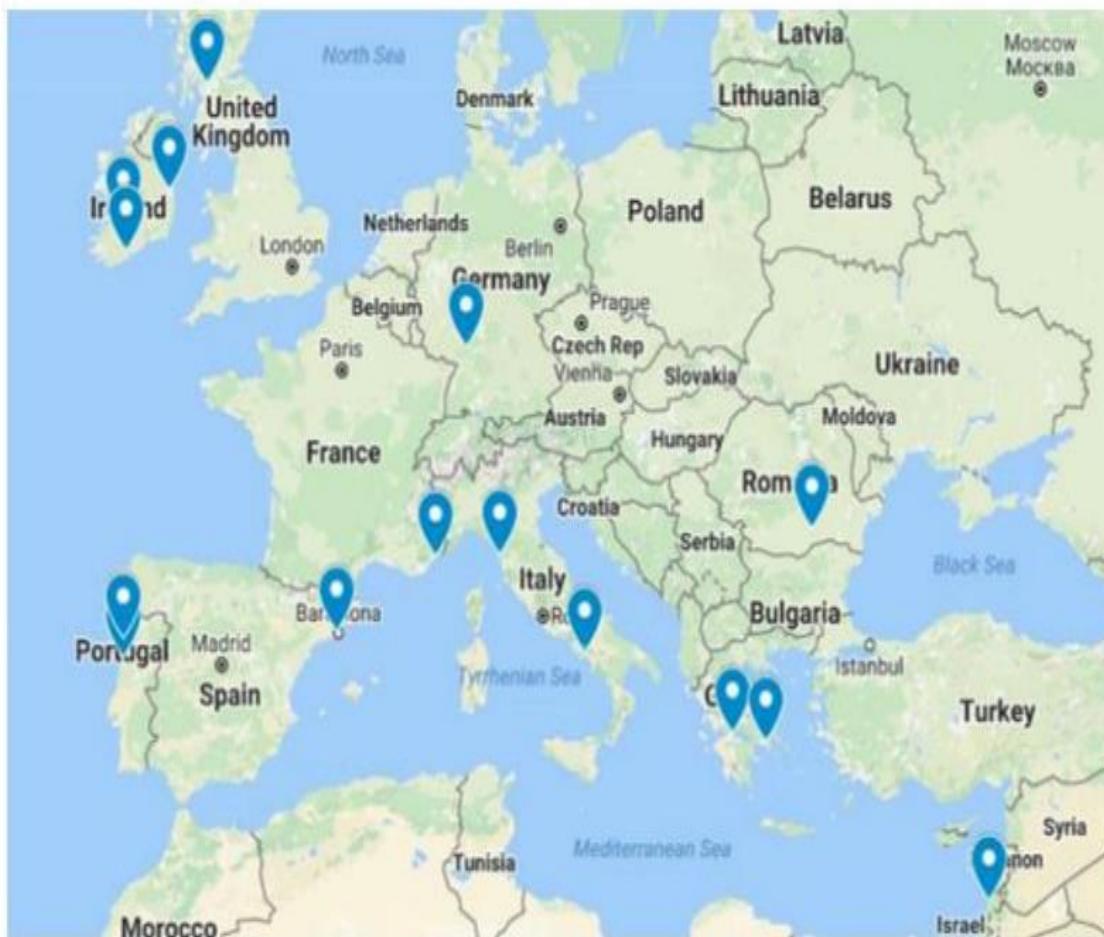 Latvia
Moscow
Москва
North Sea
Denmark
Lithuania
United
Kingdom
Belarus
Poland
Netherlands
London
Berlin
Germany
Belgium
Prague
Czech Rep
Paris
Ukraine
Vienna
Slovakia
Austria
Moldova
Hungary
France
Croatia
Serbia
Black Sea
Italy
Bulgaria
Madrid
Istanbul
Tyrrhenian Sea
Spain
Turkey
Syria
Mediterranean Sea
Tunisia
Israel
Morocco